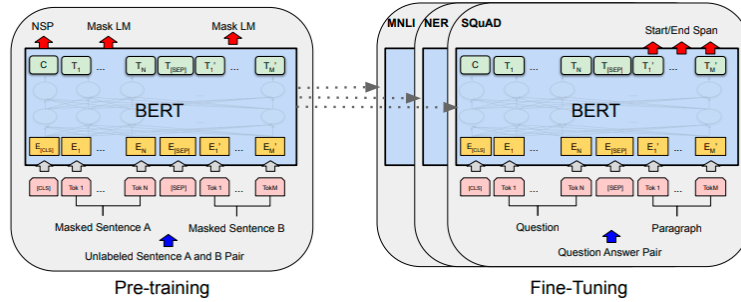 NSP Mask LM Mask LM
C T1 ... TN T[SEP] T1' ... TM'
BERT
E[CLS] E1 ... EN E[SEP] E1' ... EM'
[CLS] Tok 1 ... Tok N [SEP] Tok 1 ... TokM
Masked Sentence A Masked Sentence B
Unlabeled Sentence A and B Pair
Pre-training
MNLI NER SQuAD
Start/End Span
C T1 ... TN T[SEP] T1' ... TM'
BERT
E[CLS] E1 ... EN E[SEP] E1' ... EM'
[CLS] Tok 1 ... Tok N [SEP] Tok 1 ... TokM
Question Paragraph
Question Answer Pair
Fine-Tuning